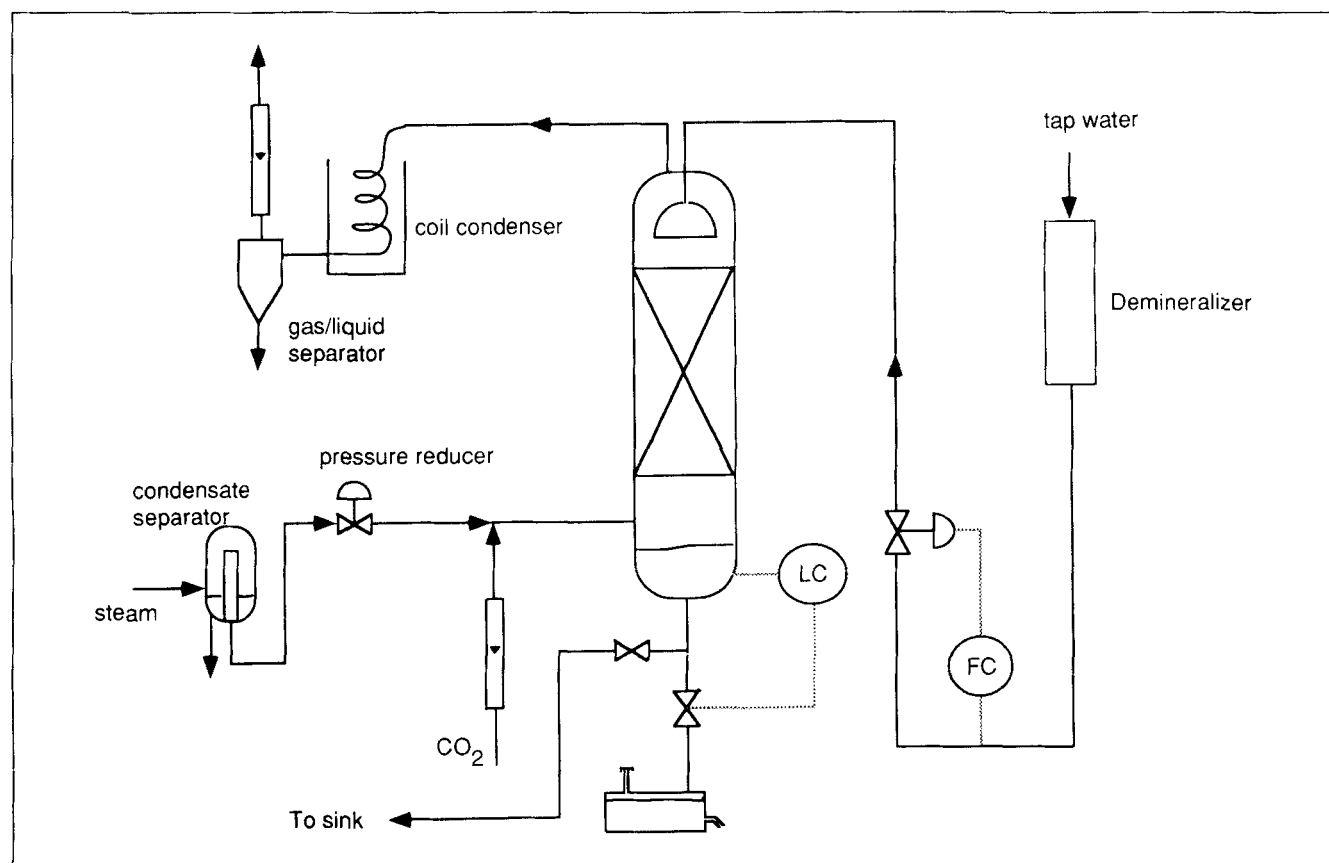 tap water
coil condenser
Demineralizer
gas/liquid
separator
pressure reducer
condensate
separator
steam
LC
FC
CO2
To sink